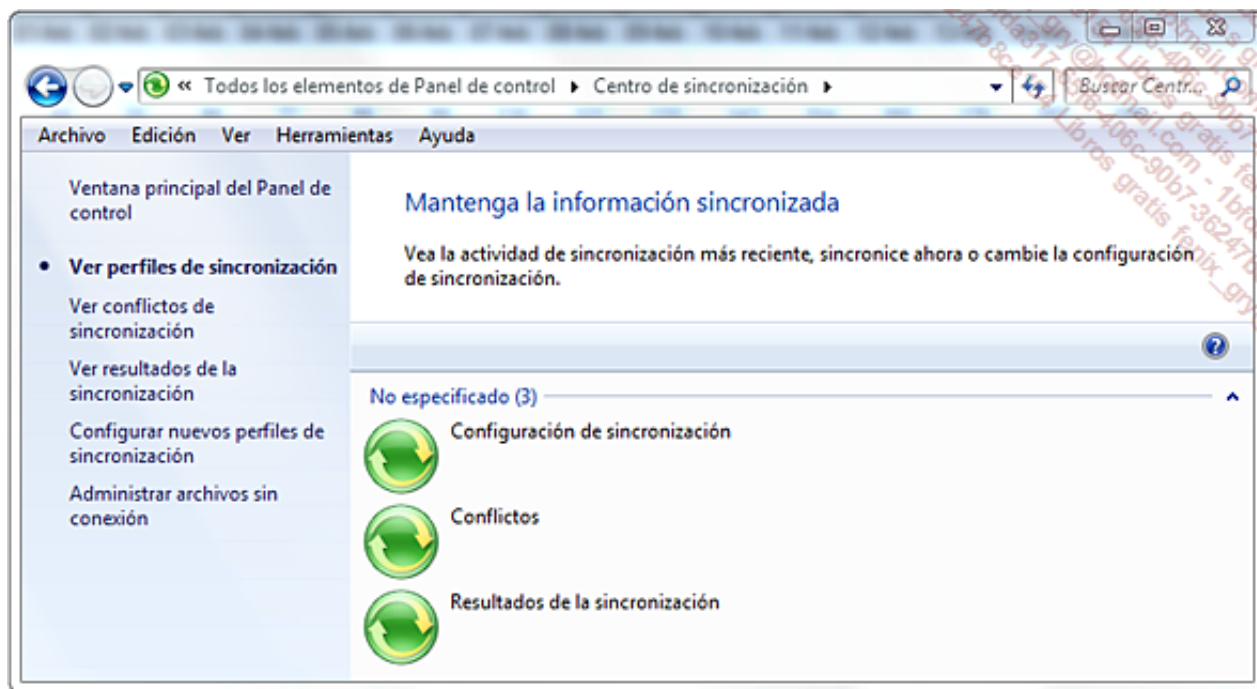 « Todos los elementos de Panel de control ▸ Centro de sincronización ▸
Buscar Centr...
Archivo Edición Ver Herramientas Ayuda
Ventana principal del Panel de
control
• Ver perfiles de sincronización
Ver conflictos de
sincronización
Ver resultados de la
sincronización
Configurar nuevos perfiles de
sincronización
Administrar archivos sin
conexión
Mantenga la información sincronizada
Vea la actividad de sincronización más reciente, sincronice ahora o cambie la configuración
de sincronización.
No especificado (3)
Configuración de sincronización
Conflictos
Resultados de la sincronización
Libros gratis